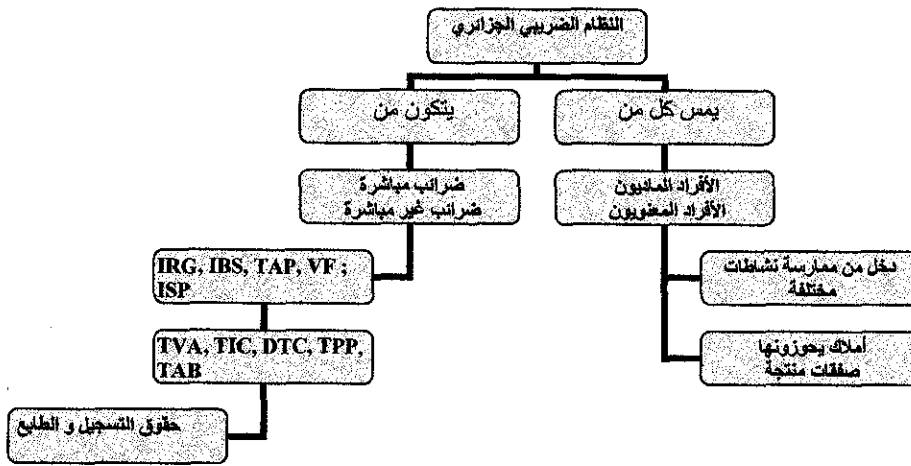 النظام الضريبي الجزائري
يمس كل من
يتكون من
الأفراد الماديون
الأفراد المعنويون
ضرائب مباشرة
ضرائب غير مباشرة
دخل من ممارسة نشاطات
مختلفة
أملاك يحوزونها
صفقات منتجة
IRG, IBS, TAP, VF ;
ISP
TVA, TIC, DTC, TPP,
TAB
حقوق التسجيل و الطابع